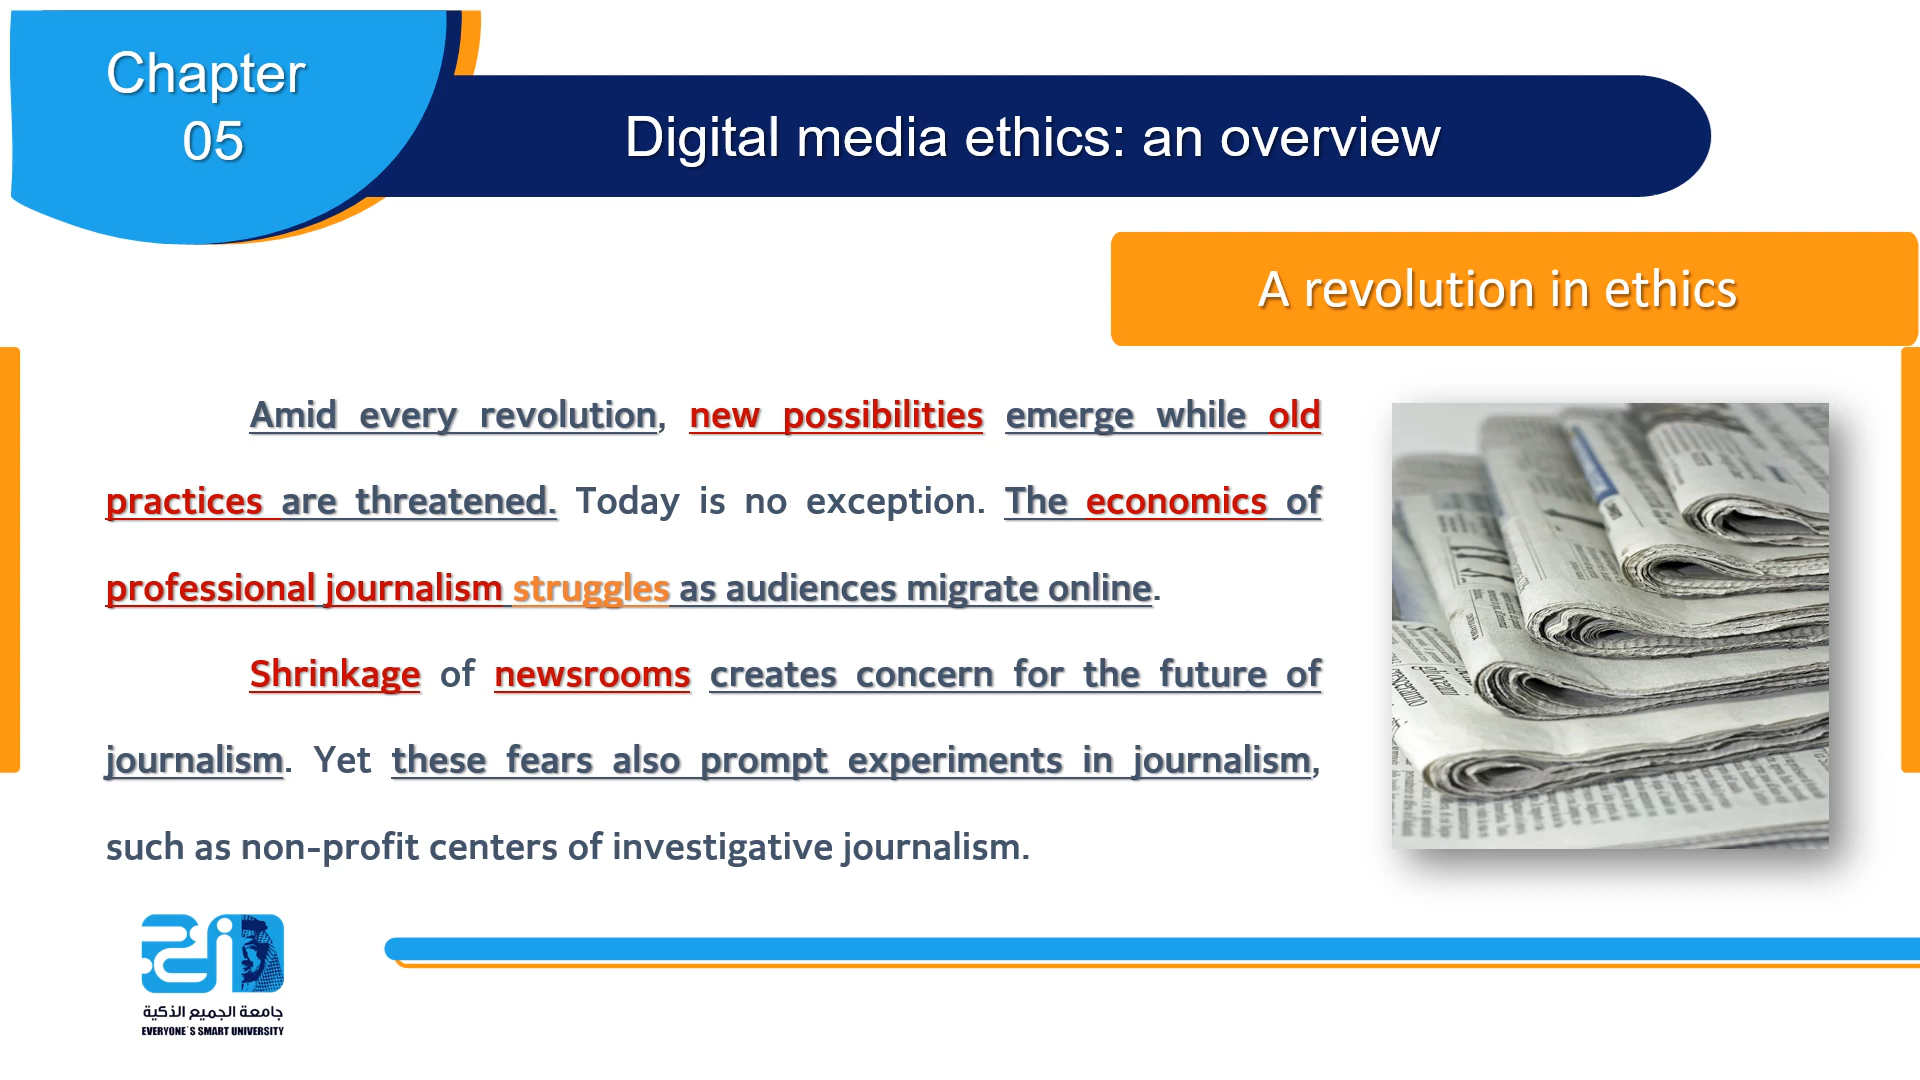 Chapter
05
Digital media ethics: an overview
A revolution in ethics
Amid every revolution, new possibilities emerge while old
practices are threatened. Today is no exception. The economics of
professional journalism struggles as audiences migrate online.
Shrinkage of newsrooms creates concern for the future of
journalism. Yet these fears also prompt experiments in journalism,
such as non-profit centers of investigative journalism.
جامعة الجميع الذكية
EVERYONE`S SMART UNIVERSITY